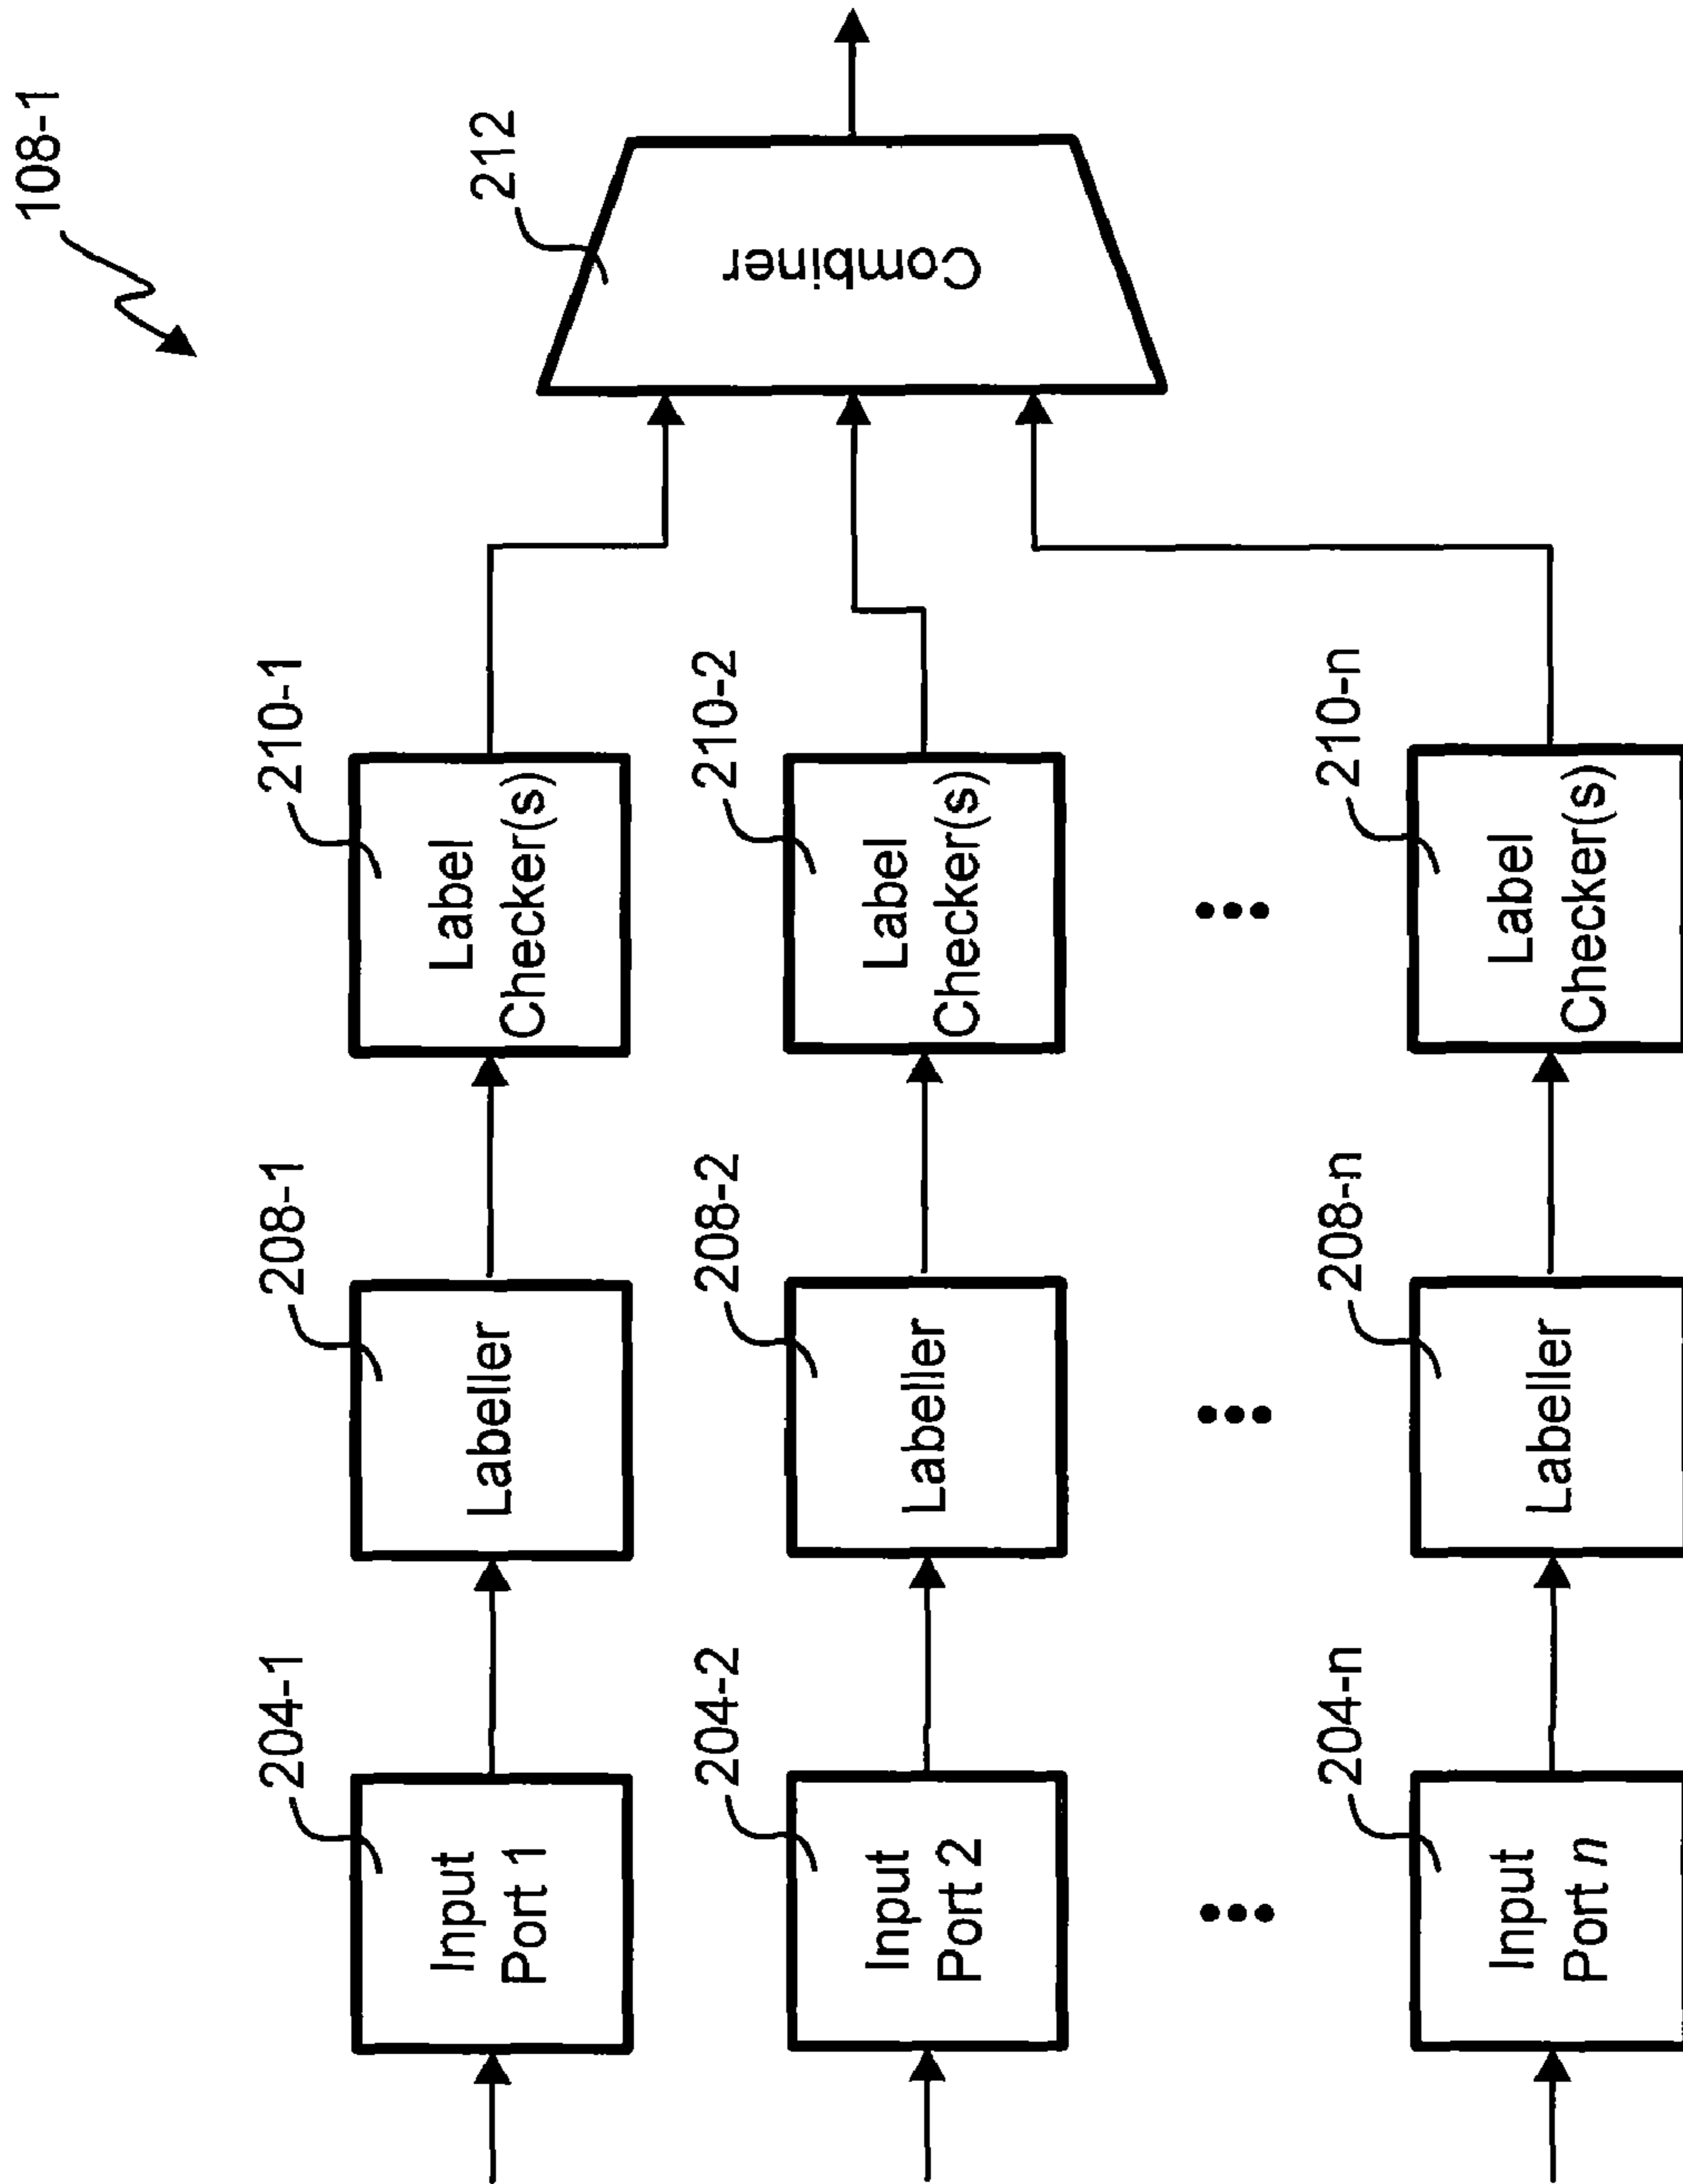 108-1
204-1
208-1
210-1
Input
Port 1
Labeller
Label
Checker(s)
212
Combiner
204-2
208-2
210-2
Input
Port 2
Labeller
Label
Checker(s)
204-n
208-n
210-n
Input
Port n
Labeller
Label
Checker(s)